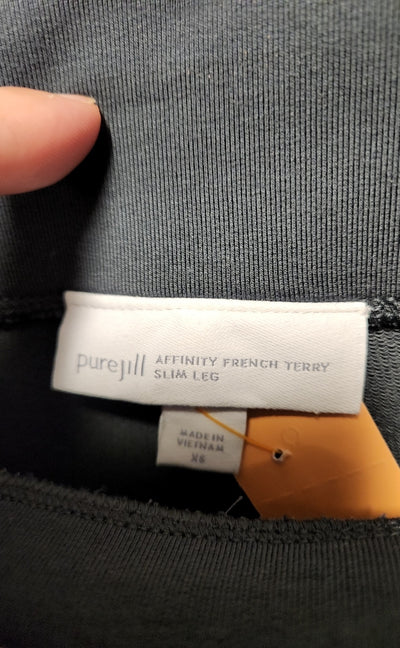 purejill AFFINITY FRENCH TERRY
SLIM LEG
MADE IN
VIETNAM
XS